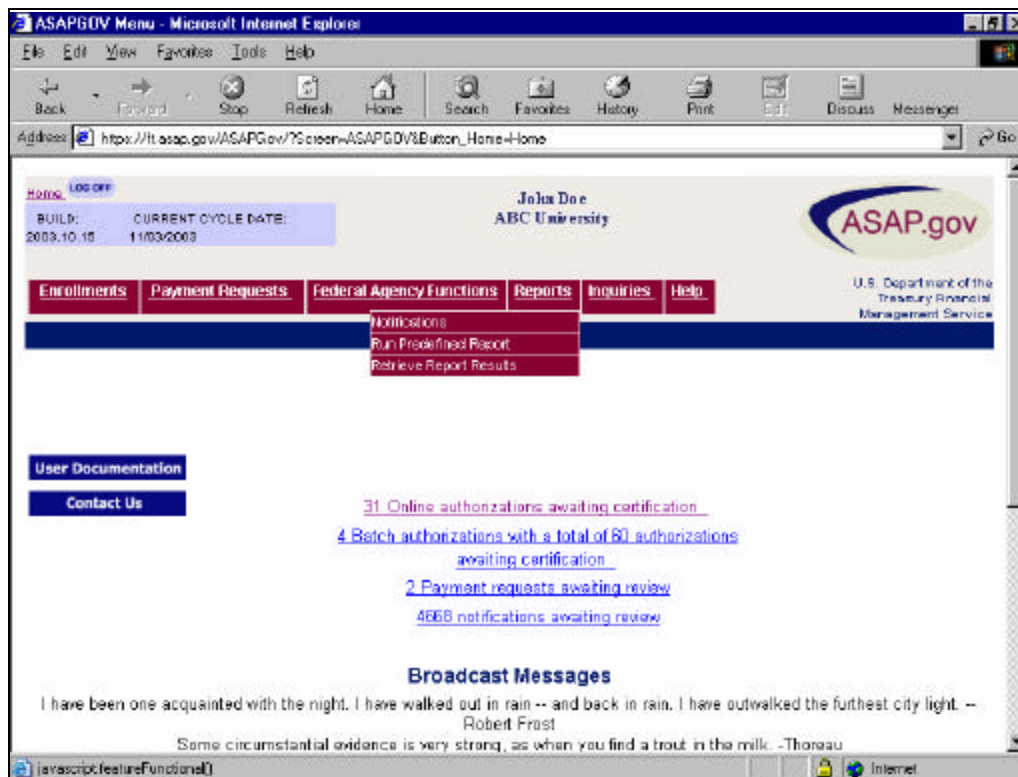 ASAPGOV Menu - Microsoft Internet Explorer
File Edit View Favorites Tools Help
Back Forward Stop Refresh Home Search Favorites History Print Edit Discuss Messenger
Address https://ft.asap.gov/ASAPGov/?Screen=ASAPGOV&Button_Home=Home Go
Home LOG OFF
John Doe
ABC University
BUILD: CURRENT CYCLE DATE:
2003.10.15 11/03/2003
ASAP.gov
U.S. Department of the
Treasury Financial
Management Service
Enrollments Payment Requests Federal Agency Functions Reports Inquiries Help
Notifications
Run Predefined Report
Retrieve Report Results
User Documentation
Contact Us
31 Online authorizations awaiting certification
4 Batch authorizations with a total of 60 authorizations
awaiting certification
2 Payment requests awaiting review
4668 notifications awaiting review
Broadcast Messages
I have been one acquainted with the night. I have walked out in rain -- and back in rain. I have outwalked the furthest city light. --
Robert Frost
Some circumstantial evidence is very strong, as when you find a trout in the milk. -Thoreau
javascript:featureFunctional() Internet